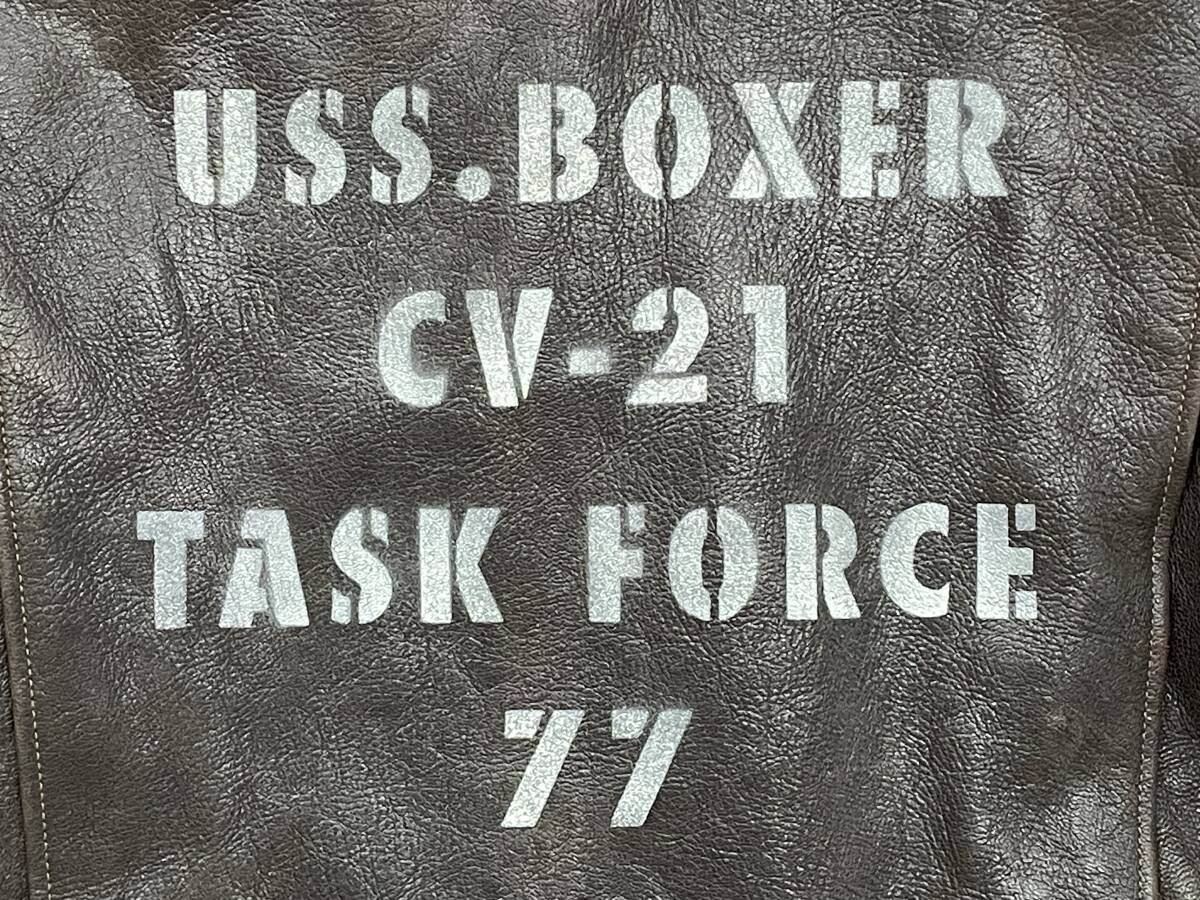 USS.BOXER
CV-21
TASK FORCE
77